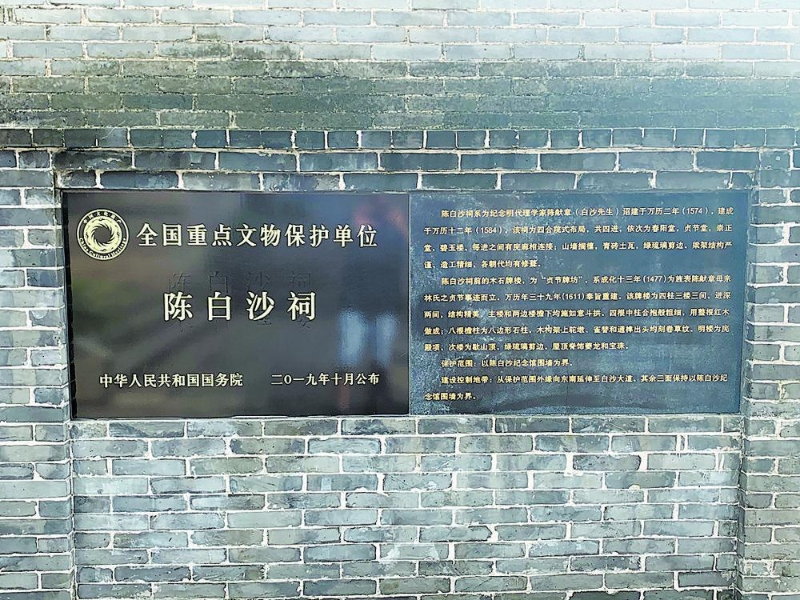 全国重点文物保护单位
陈白沙祠
中华人民共和国国务院 二〇一九年十月公布
陈白沙祠系为纪念明代理学家陈献章（白沙先生）诏建于万历二年(1574)，建成
于万历十二年(1584)。该祠为四合院式布局，共四进，依次为春阳堂、贞节堂、崇正
堂、碧玉楼，每进之间有庑廊相连接；山墙搁檩，青砖土瓦，绿琉璃剪边，梁架结构严
谨，造工精细，各朝代均有修葺。
陈白沙祠前的木石牌楼，为“贞节牌坊”，系成化十三年(1477)为旌表陈献章母亲
林氏之贞节事迹而立，万历年三十九年(1611)奉旨重建，该牌楼为四柱三楼三间，进深
两间，结构精美，主楼和两边楼檐下均施如意斗拱，四根中柱合抱般粗细，用整根红木
做成；八根檐柱为八边形石柱，木构架上驼墩、雀替和通榫出头均刻卷草纹，明楼为庑
殿顶，次楼为歇山顶，绿琉璃剪边，屋顶脊饰夔龙和宝珠。
保护范围：以陈白沙纪念馆围墙为界。
建设控制地带：从保护范围外缘向东南延伸至白沙大道，其余三面保持以陈白沙纪
念馆围墙为界。